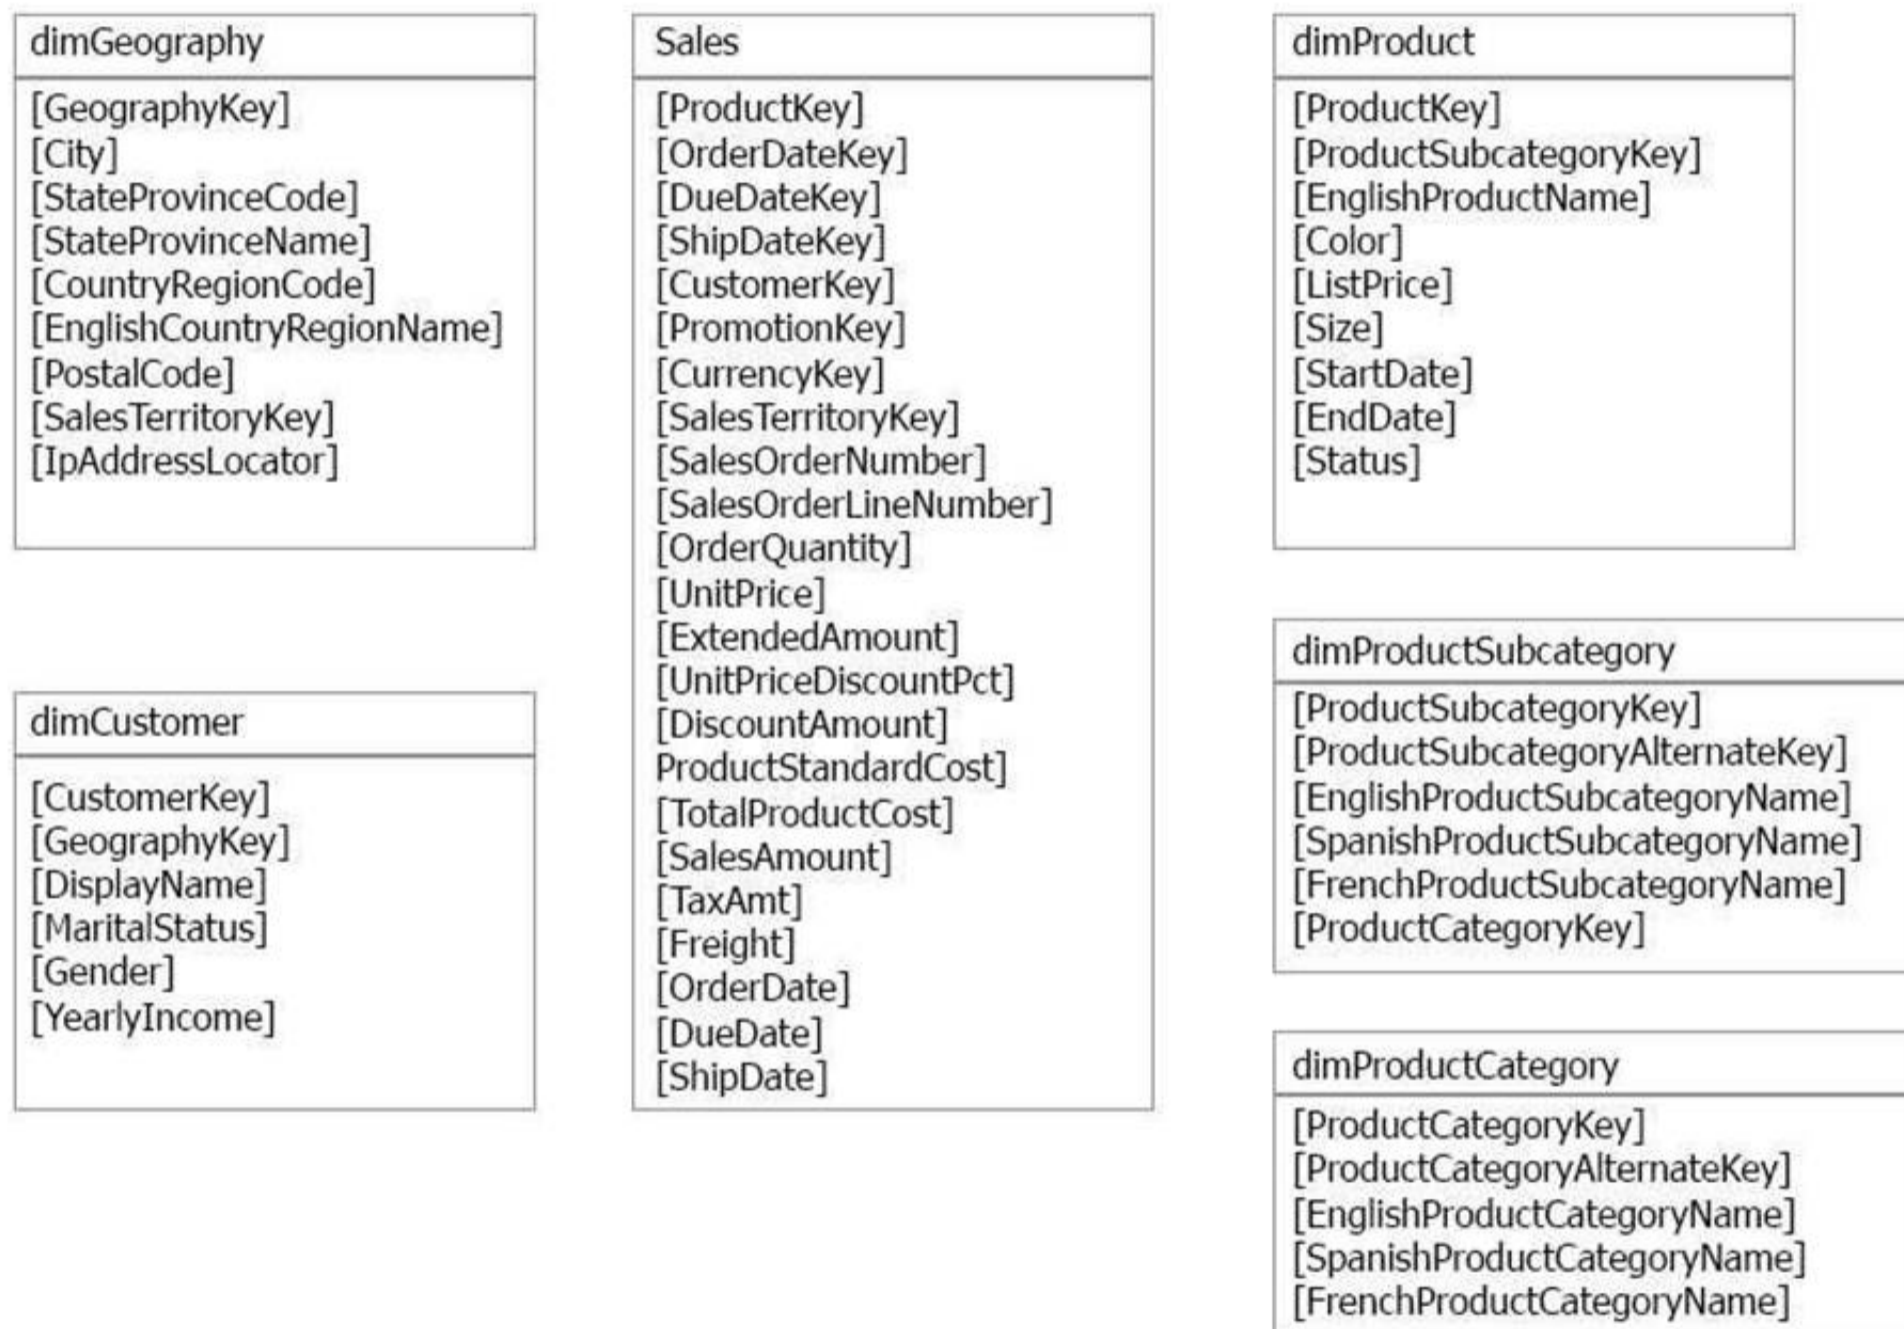 dimGeography
[GeographyKey]
[City]
[StateProvinceCode]
[StateProvinceName]
[CountryRegionCode]
[EnglishCountryRegionName]
[PostalCode]
[SalesTerritoryKey]
[IpAddressLocator]
dimCustomer
[CustomerKey]
[GeographyKey]
[DisplayName]
[MaritalStatus]
[Gender]
[YearlyIncome]
Sales
[ProductKey]
[OrderDateKey]
[DueDateKey]
[ShipDateKey]
[CustomerKey]
[PromotionKey]
[CurrencyKey]
[SalesTerritoryKey]
[SalesOrderNumber]
[SalesOrderLineNumber]
[OrderQuantity]
[UnitPrice]
[ExtendedAmount]
[UnitPriceDiscountPct]
[DiscountAmount]
ProductStandardCost]
[TotalProductCost]
[SalesAmount]
[TaxAmt]
[Freight]
[OrderDate]
[DueDate]
[ShipDate]
dimProduct
[ProductKey]
[ProductSubcategoryKey]
[EnglishProductName]
[Color]
[ListPrice]
[Size]
[StartDate]
[EndDate]
[Status]
dimProductSubcategory
[ProductSubcategoryKey]
[ProductSubcategoryAlternateKey]
[EnglishProductSubcategoryName]
[SpanishProductSubcategoryName]
[FrenchProductSubcategoryName]
[ProductCategoryKey]
dimProductCategory
[ProductCategoryKey]
[ProductCategoryAlternateKey]
[EnglishProductCategoryName]
[SpanishProductCategoryName]
[FrenchProductCategoryName]